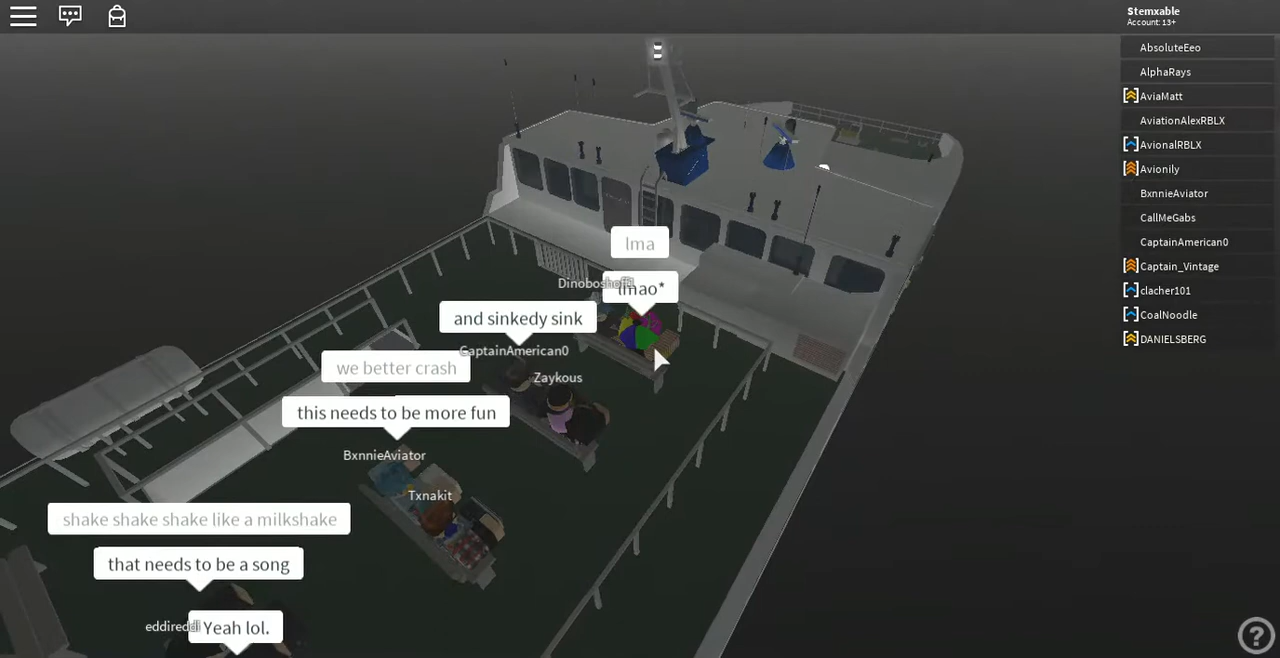 Stemxable
Account: 13+
AbsoluteEeo
AlphaRays
AviaMatt
AviationAlexRBLX
AvionalRBLX
Avionily
BxnnieAviator
CallMeGabs
CaptainAmerican0
Captain_Vintage
clacher101
CoalNoodle
DANIELSBERG
lma
lmao*
and sinkedy sink
CaptainAmerican0
we better crash
Zaykous
this needs to be more fun
BxnnieAviator
Txnakit
shake shake shake like a milkshake
that needs to be a song
Yeah lol.
?